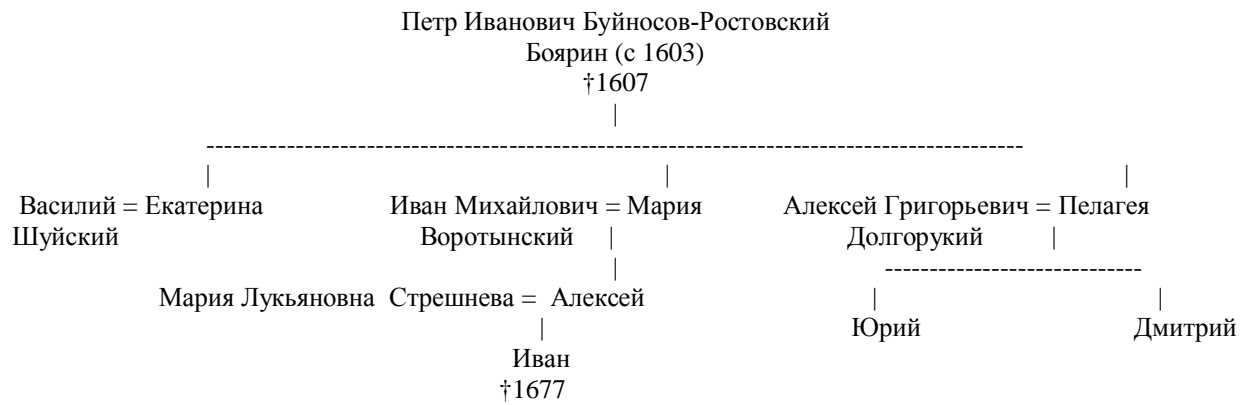 Петр Иванович Буйносов-Ростовский
Боярин (с 1603)
†1607
Василий = Екатерина Иван Михайлович = Мария Алексей Григорьевич = Пелагея
Шуйский Воротынский Долгорукий
Мария Лукьяновна Стрешнева = Алексей
Юрий Дмитрий
Иван
†1677